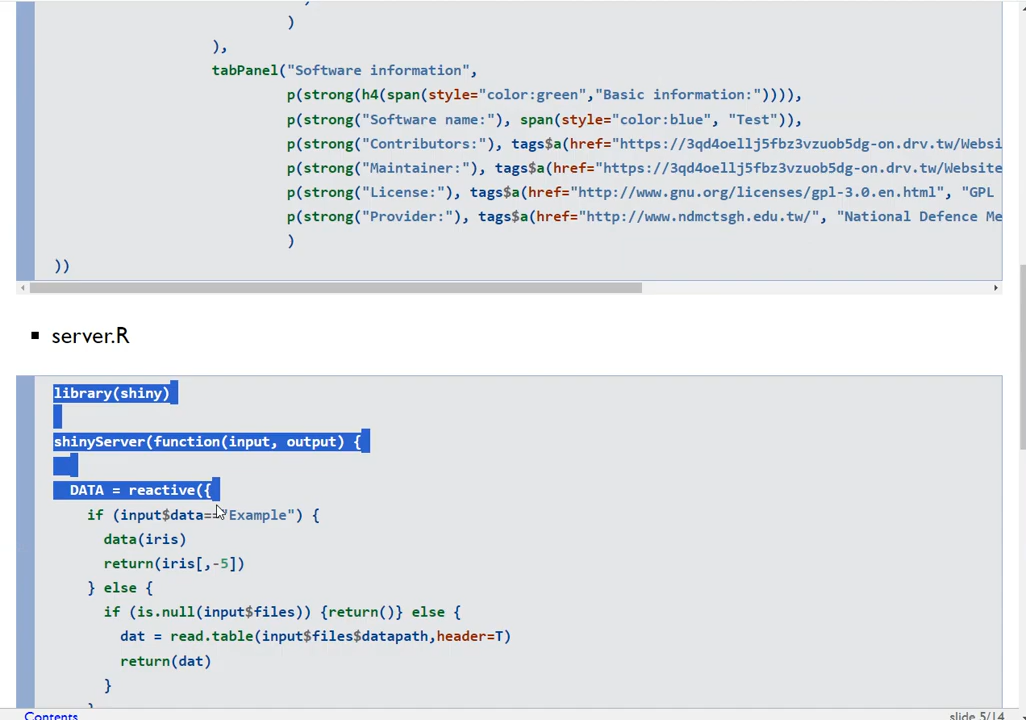 )
),
tabPanel("Software information",
p(strong(h4(span(style="color:green","Basic information:")))),
p(strong("Software name:"), span(style="color:blue", "Test")),
p(strong("Contributors:"), tags$a(href="https://3qd4oellj5fbz3vzuob5dg-on.drv.tw/Websi
p(strong("Maintainer:"), tags$a(href="https://3qd4oellj5fbz3vzuob5dg-on.drv.tw/Website
p(strong("License:"), tags$a(href="http://www.gnu.org/licenses/gpl-3.0.en.html", "GPL
p(strong("Provider:"), tags$a(href="http://www.ndmctsgh.edu.tw/", "National Defence Me
)
))
▪ server.R
library(shiny)
shinyServer(function(input, output) {
DATA = reactive({
if (input$data=="Example") {
data(iris)
return(iris[,-5])
} else {
if (is.null(input$files)) {return()} else {
dat = read.table(input$files$datapath,header=T)
return(dat)
}
Contents
slide 5/14